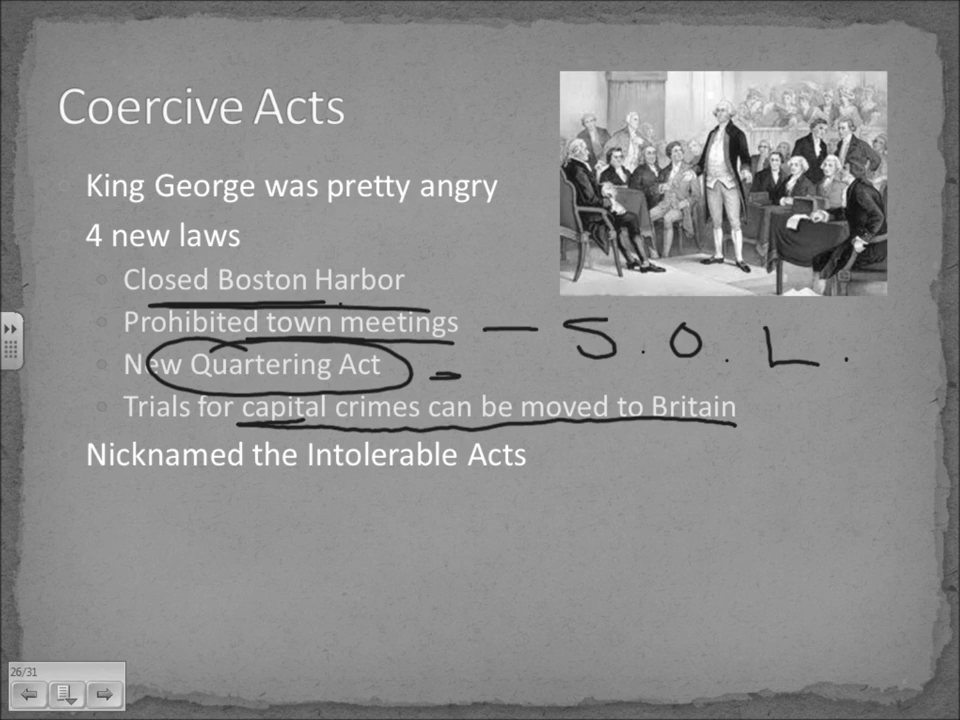 Coercive Acts
King George was pretty angry
4 new laws
Closed Boston Harbor
Prohibited town meetings – S.O.L.
New Quartering Act =
Trials for capital crimes can be moved to Britain
Nicknamed the Intolerable Acts
26/31